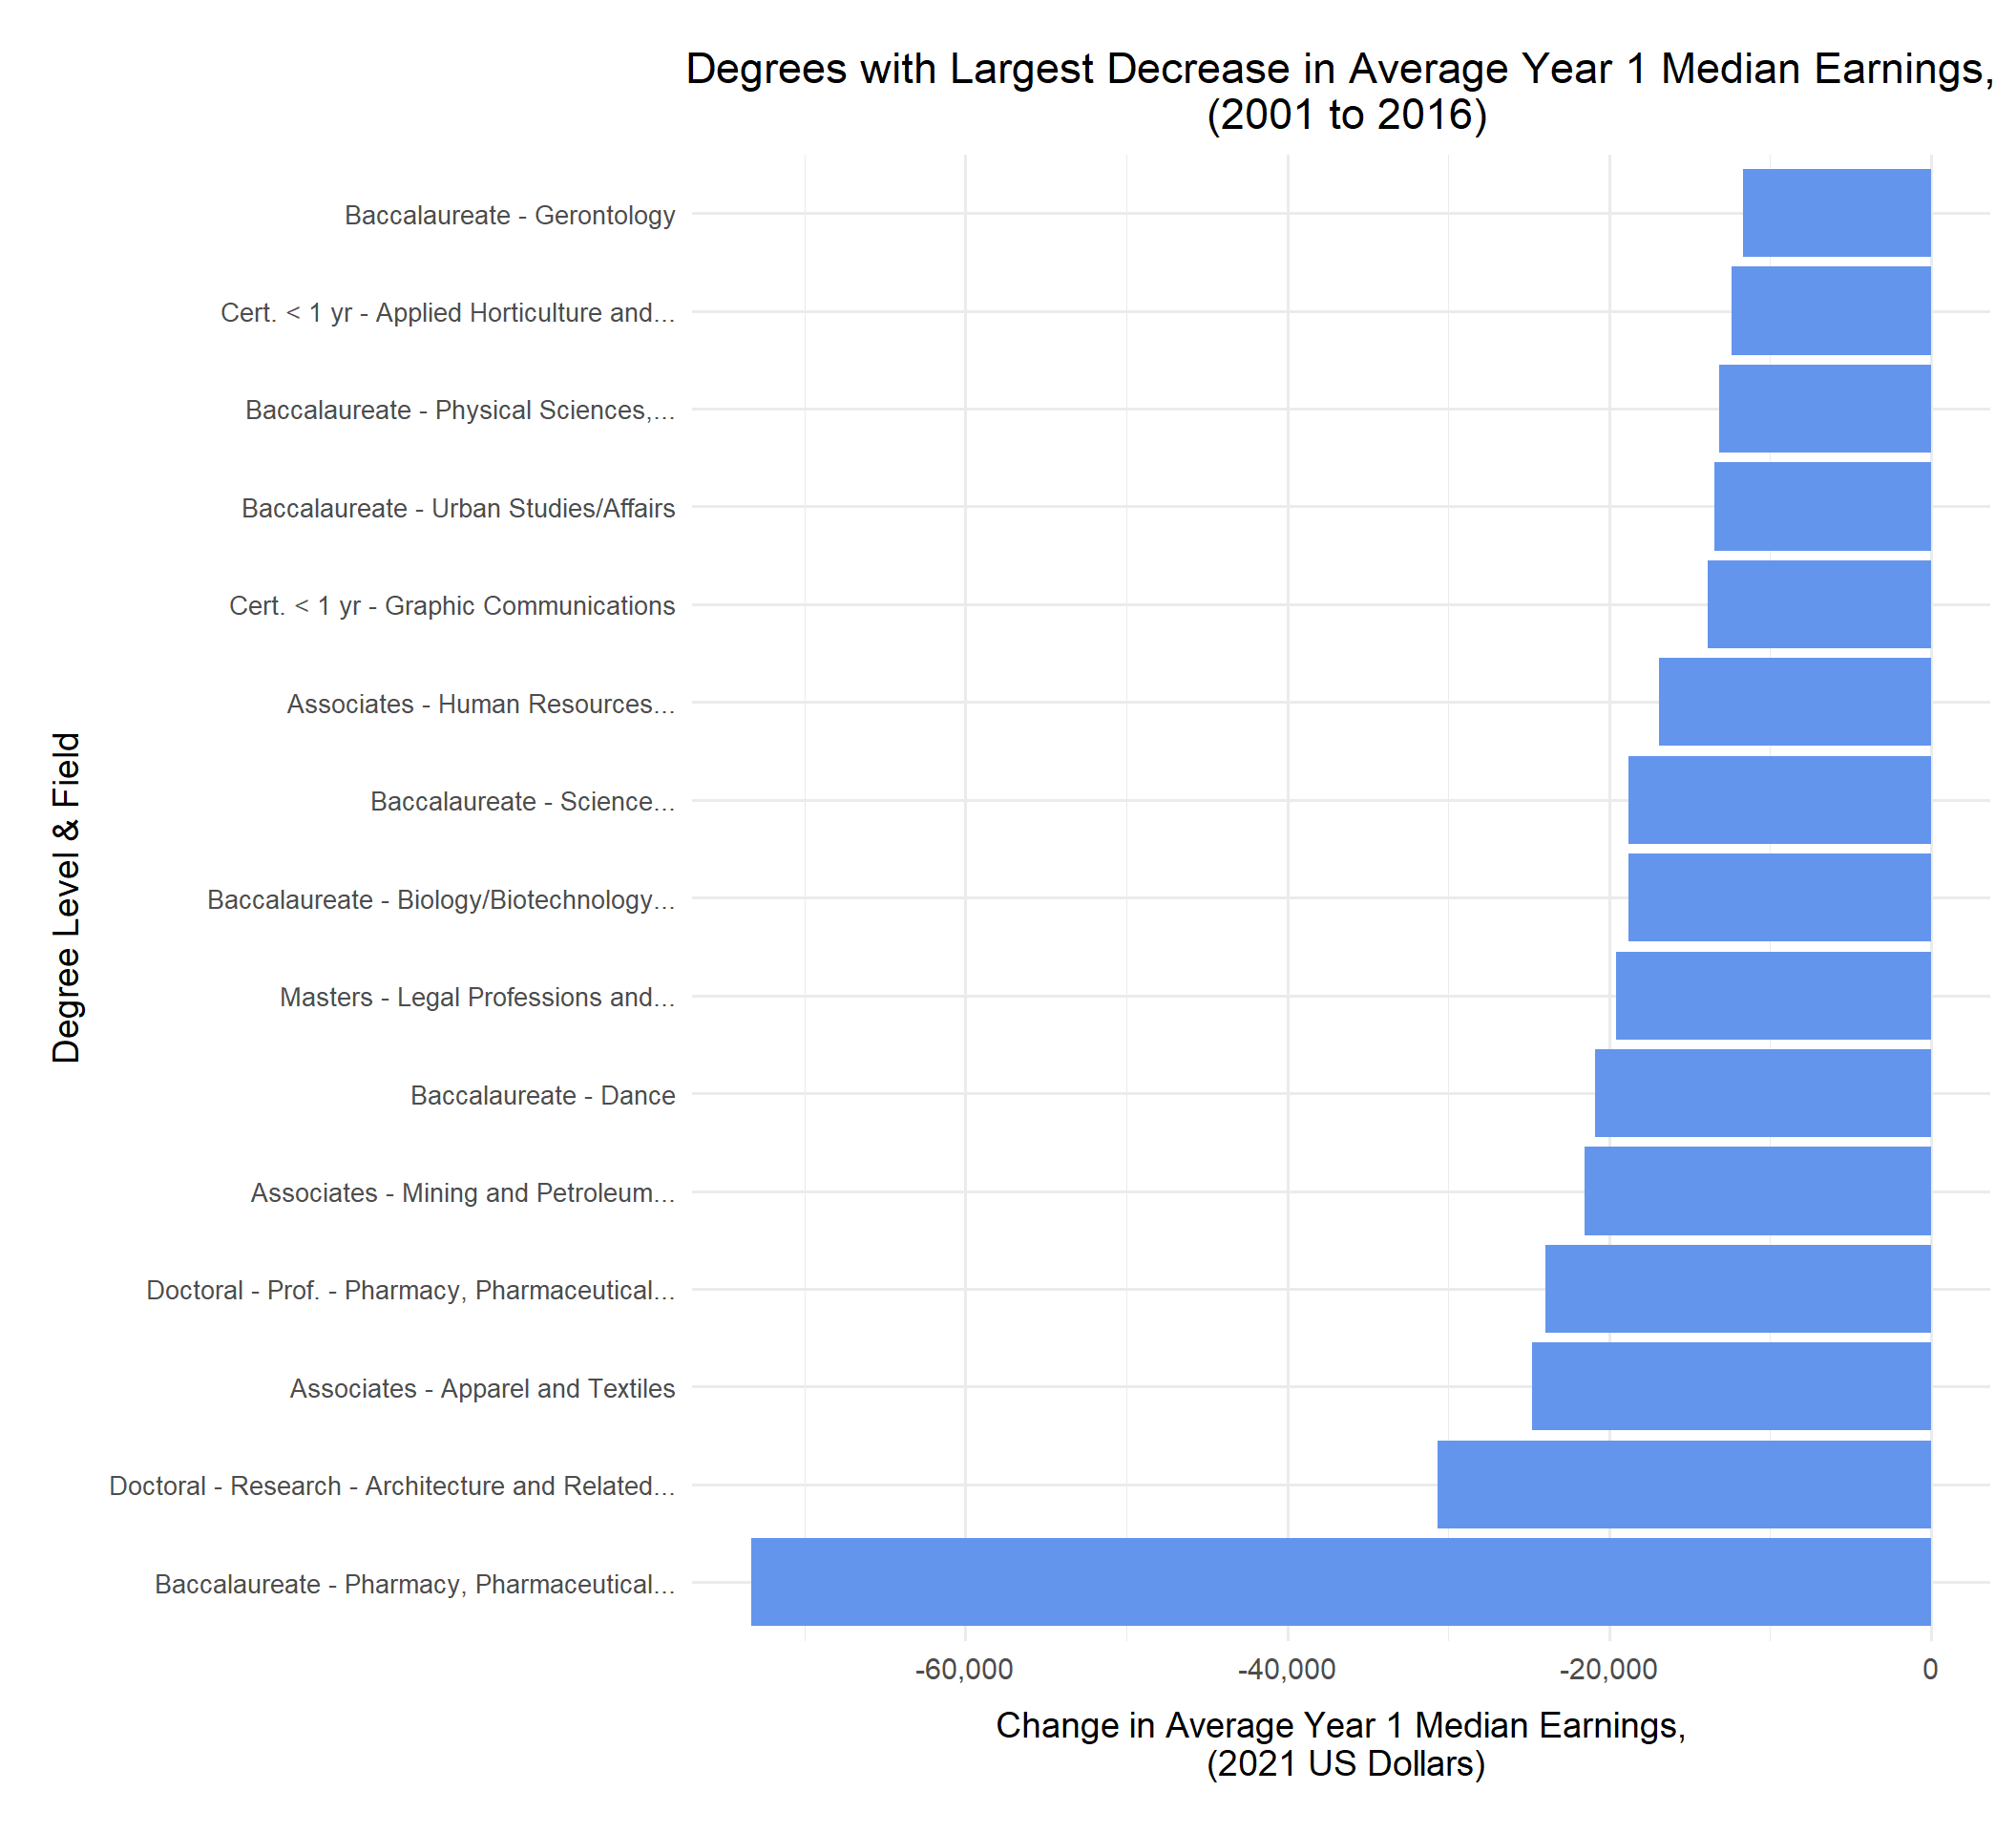 Degrees with Largest Decrease in Average Year 1 Median Earnings,
(2001 to 2016)
Degree Level & Field
Baccalaureate - Gerontology
Cert. < 1 yr - Applied Horticulture and...
Baccalaureate - Physical Sciences,...
Baccalaureate - Urban Studies/Affairs
Cert. < 1 yr - Graphic Communications
Associates - Human Resources...
Baccalaureate - Science...
Baccalaureate - Biology/Biotechnology...
Masters - Legal Professions and...
Baccalaureate - Dance
Associates - Mining and Petroleum...
Doctoral - Prof. - Pharmacy, Pharmaceutical...
Associates - Apparel and Textiles
Doctoral - Research - Architecture and Related...
Baccalaureate - Pharmacy, Pharmaceutical...
-60,000 -40,000 -20,000 0
Change in Average Year 1 Median Earnings,
(2021 US Dollars)